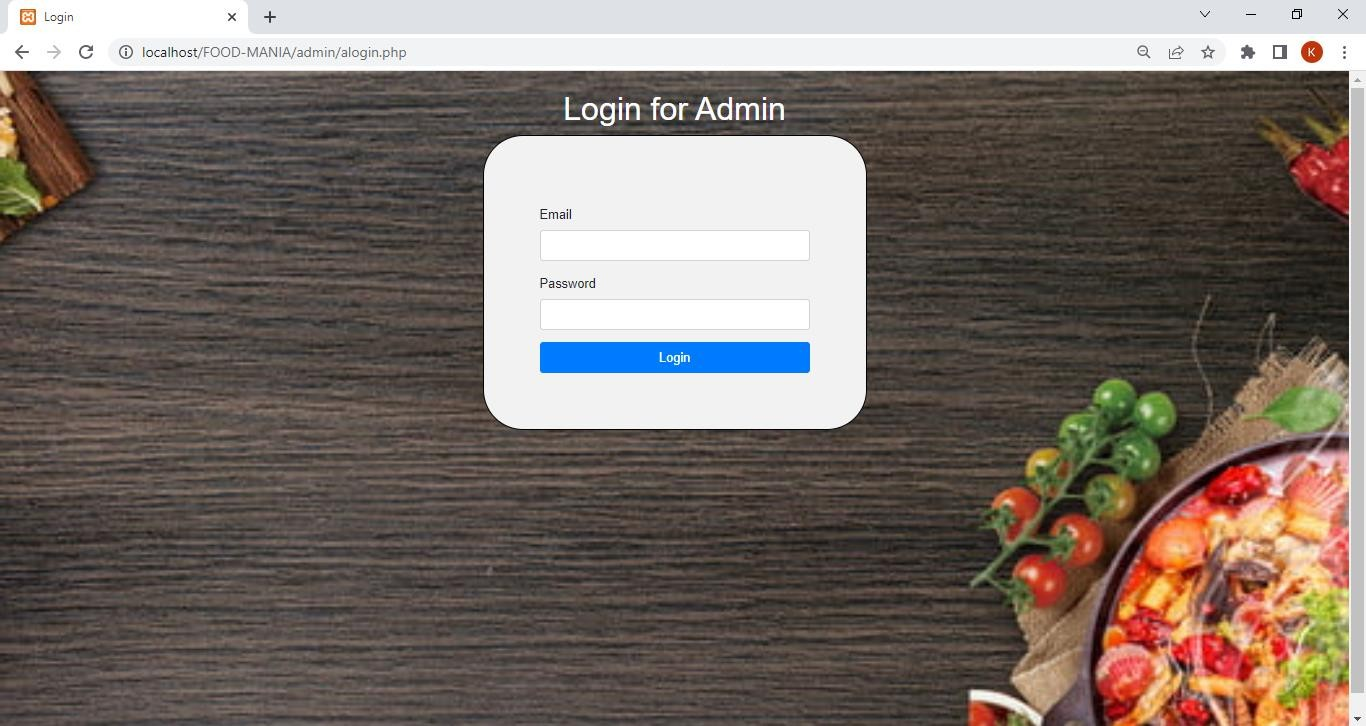 Login
localhost/FOOD-MANIA/admin/alogin.php
K
Login for Admin
Email
Password
Login